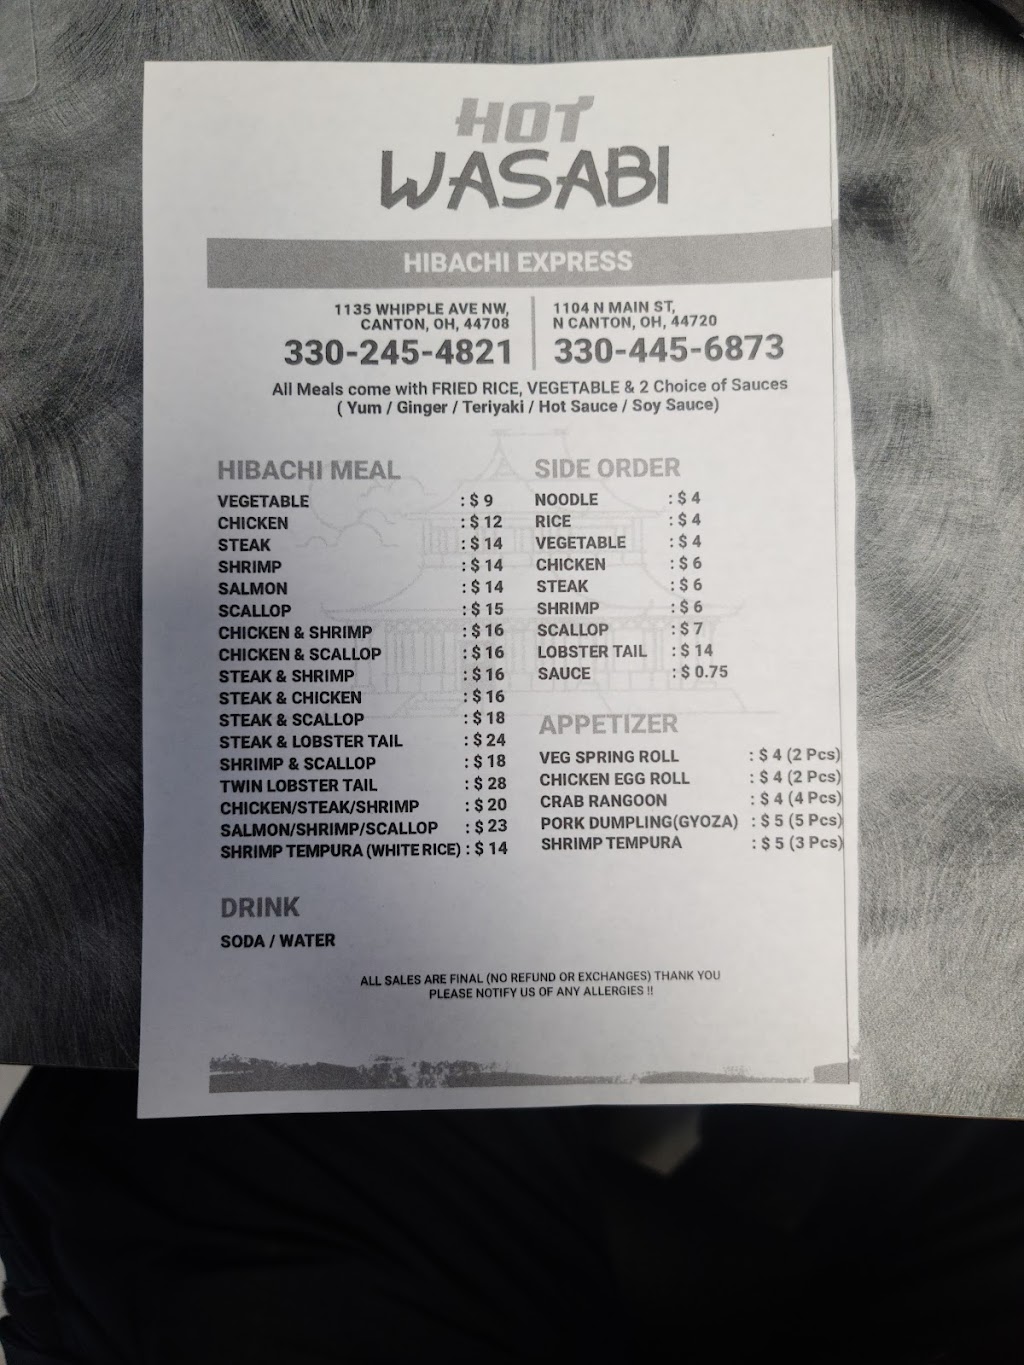 HOT
WASABI
HIBACHI EXPRESS
1135 WHIPPLE AVE NW,
CANTON, OH, 44708
330-245-4821
1104 N MAIN ST,
N CANTON, OH, 44720
330-445-6873
All Meals come with FRIED RICE, VEGETABLE & 2 Choice of Sauces
( Yum / Ginger / Teriyaki / Hot Sauce / Soy Sauce)
HIBACHI MEAL
VEGETABLE : $ 9
CHICKEN : $ 12
STEAK : $ 14
SHRIMP : $ 14
SALMON : $ 14
SCALLOP : $ 15
CHICKEN & SHRIMP : $ 16
CHICKEN & SCALLOP : $ 16
STEAK & SHRIMP : $ 16
STEAK & CHICKEN : $ 16
STEAK & SCALLOP : $ 18
STEAK & LOBSTER TAIL : $ 24
SHRIMP & SCALLOP : $ 18
TWIN LOBSTER TAIL : $ 28
CHICKEN/STEAK/SHRIMP : $ 20
SALMON/SHRIMP/SCALLOP : $ 23
SHRIMP TEMPURA (WHITE RICE) : $ 14
SIDE ORDER
NOODLE : $ 4
RICE : $ 4
VEGETABLE : $ 4
CHICKEN : $ 6
STEAK : $ 6
SHRIMP : $ 6
SCALLOP : $ 7
LOBSTER TAIL : $ 14
SAUCE : $ 0.75
APPETIZER
VEG SPRING ROLL : $ 4 (2 Pcs)
CHICKEN EGG ROLL : $ 4 (2 Pcs)
CRAB RANGOON : $ 4 (4 Pcs)
PORK DUMPLING(GYOZA) : $ 5 (5 Pcs)
SHRIMP TEMPURA : $ 5 (3 Pcs)
DRINK
SODA / WATER
ALL SALES ARE FINAL (NO REFUND OR EXCHANGES) THANK YOU
PLEASE NOTIFY US OF ANY ALLERGIES !!